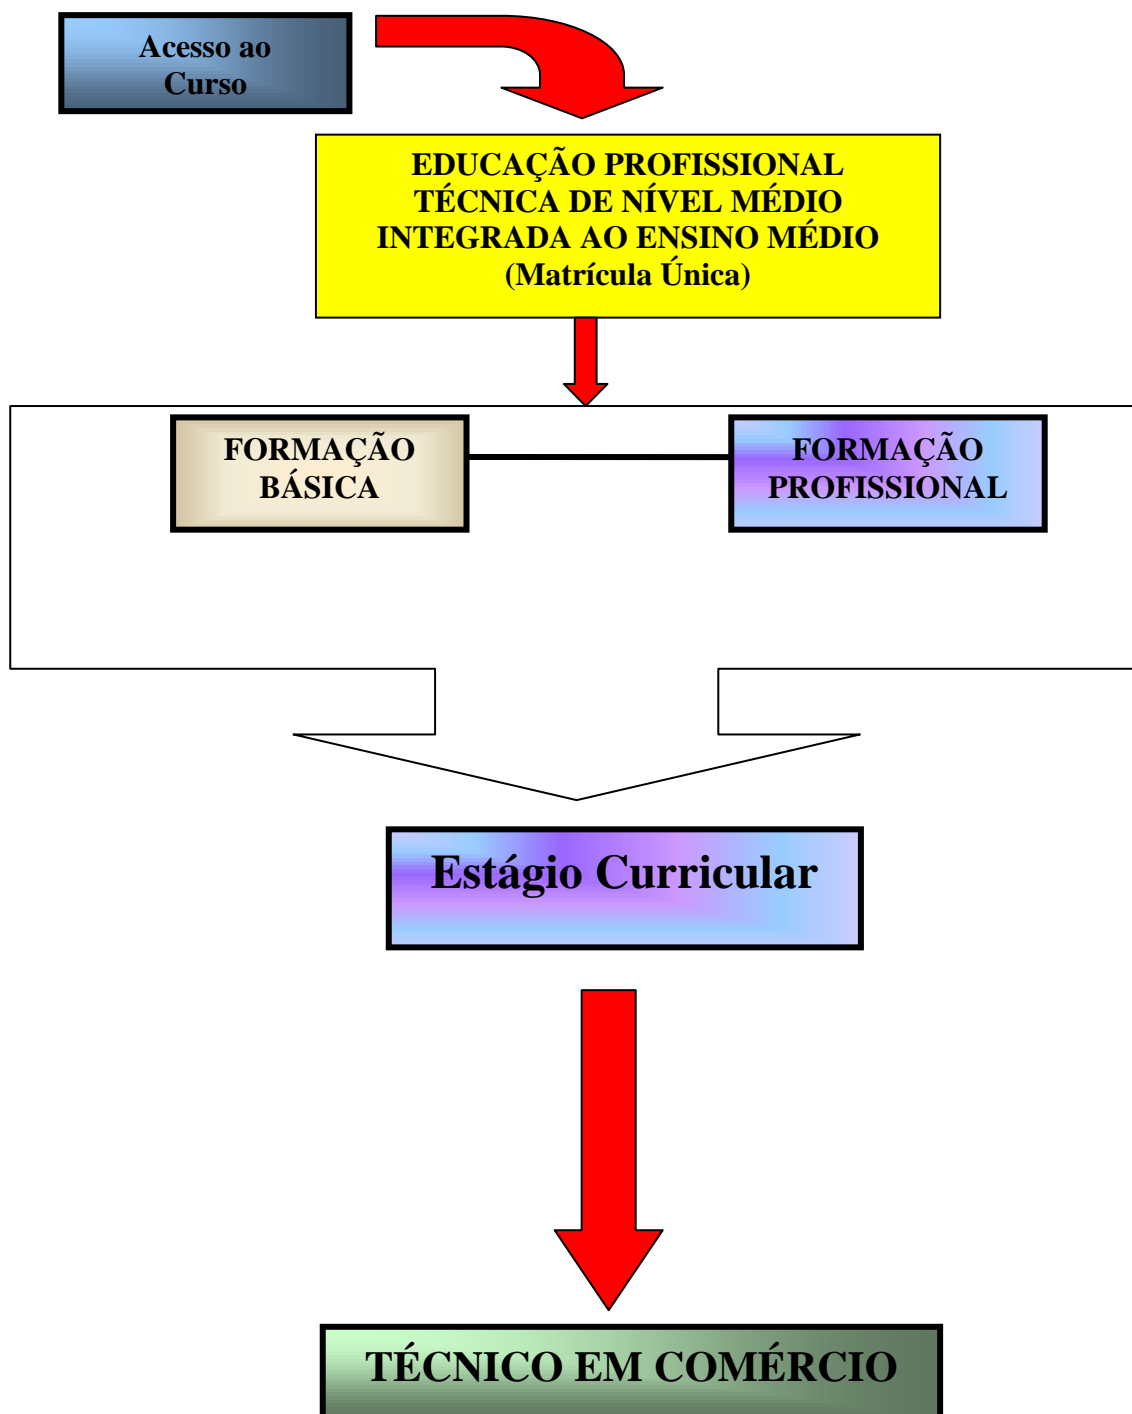 Acesso ao
Curso
EDUCAÇÃO PROFISSIONAL
TÉCNICA DE NÍVEL MÉDIO
INTEGRADA AO ENSINO MÉDIO
(Matrícula Única)
FORMAÇÃO
BÁSICA
FORMAÇÃO
PROFISSIONAL
Estágio Curricular
TÉCNICO EM COMÉRCIO